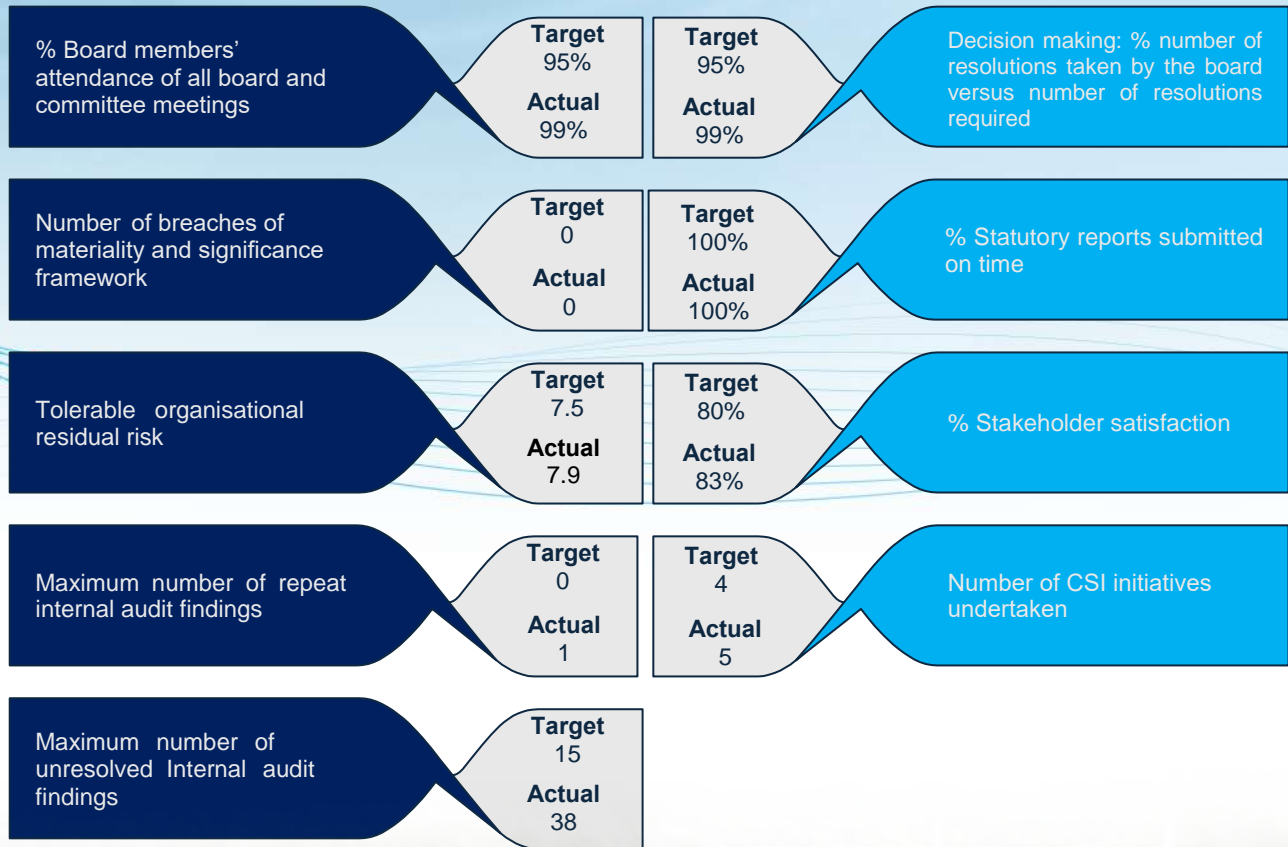 % Board members'
attendance of all board and
committee meetings
Target
95%
Actual
99%
Target
95%
Actual
99%
Decision making: % number of
resolutions taken by the board
versus number of resolutions
required
Number of breaches of
materiality and significance
framework
Target
0
Actual
0
Target
100%
Actual
100%
% Statutory reports submitted
on time
Tolerable organisational
residual risk
Target
7.5
Actual
7.9
Target
80%
Actual
83%
% Stakeholder satisfaction
Maximum number of repeat
internal audit findings
Target
0
Actual
1
Target
4
Actual
5
Number of CSI initiatives
undertaken
Maximum number of
unresolved Internal audit
findings
Target
15
Actual
38